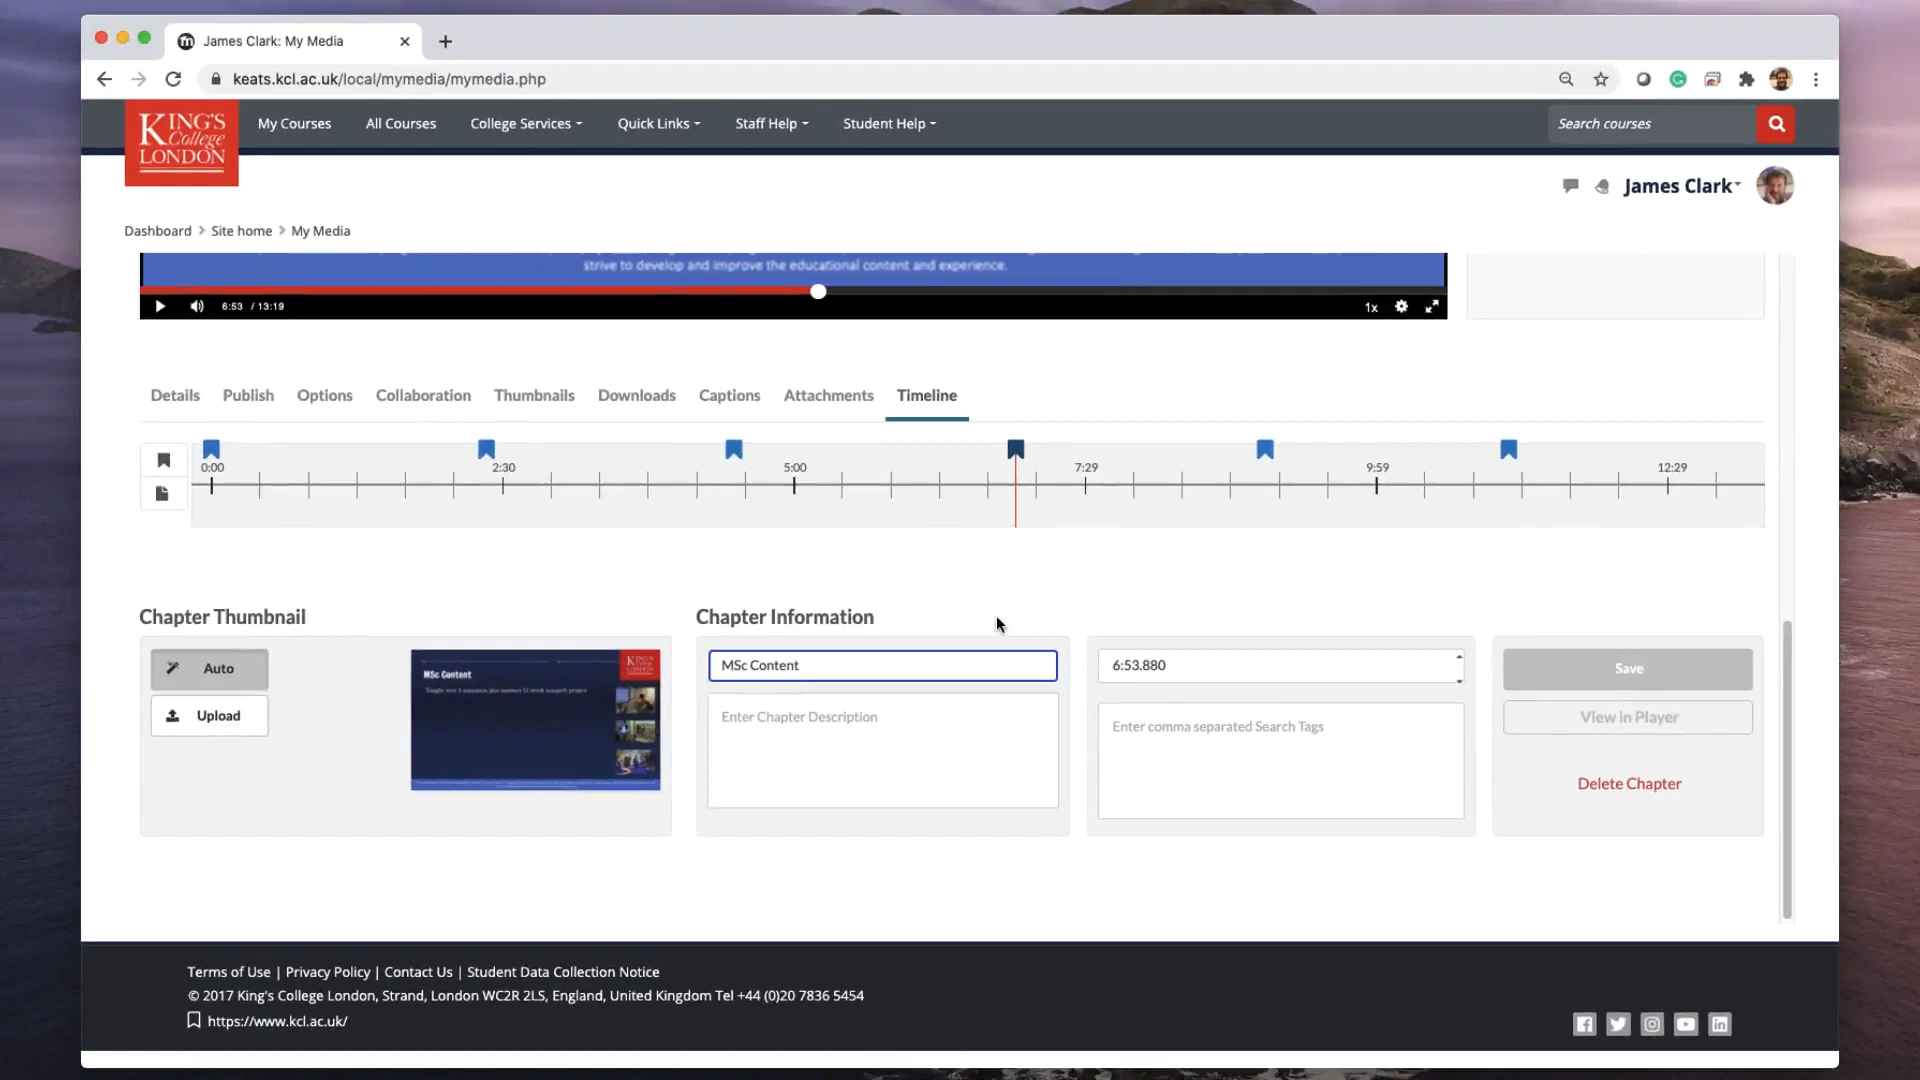 James Clark: My Media
keats.kcl.ac.uk/local/mymedia/mymedia.php
KING'S
College
LONDON
My Courses
All Courses
College Services
Quick Links
Staff Help
Student Help
Search courses
James Clark
Dashboard
Site home
My Media
strive to develop and improve the educational content and experience.
6:53 / 13:19
1x
Details
Publish
Options
Collaboration
Thumbnails
Downloads
Captions
Attachments
Timeline
0:00
2:30
5:00
7:29
9:59
12:29
Chapter Thumbnail
Auto
Upload
MSc Content
Chapter Information
MSc Content
Enter Chapter Description
6:53.880
Enter comma separated Search Tags
Save
View in Player
Delete Chapter
Terms of Use | Privacy Policy | Contact Us | Student Data Collection Notice
© 2017 King's College London, Strand, London WC2R 2LS, England, United Kingdom Tel +44 (0)20 7836 5454
https://www.kcl.ac.uk/